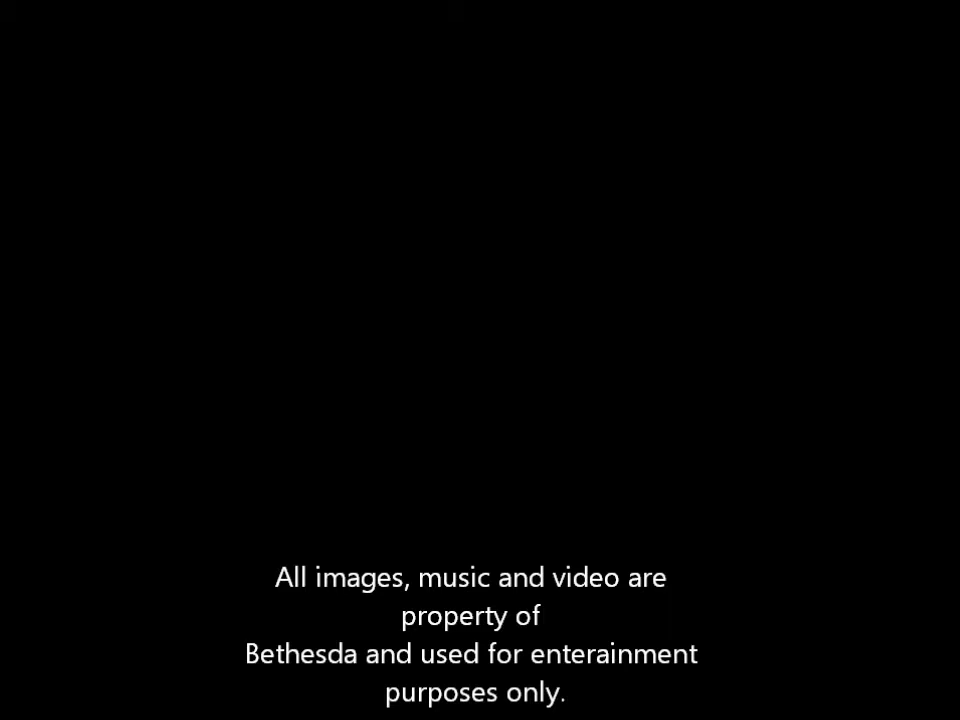 All images, music and video are
property of
Bethesda and used for enterainment
purposes only.